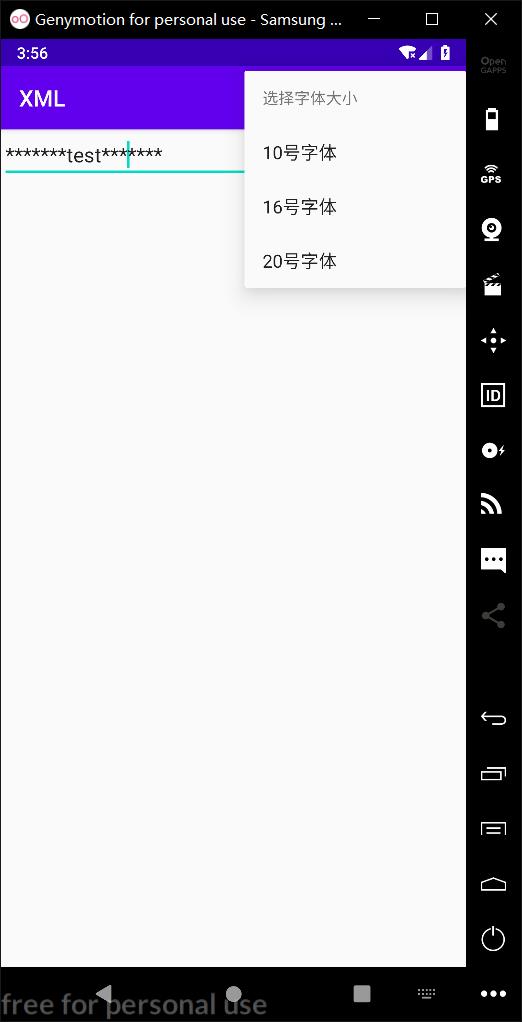 Genymotion for personal use - Samsung ...
3:56
Open
GAPPS
XML
选择字体大小
*******test*******
10号字体
16号字体
20号字体
GPS
ID
free for personal use